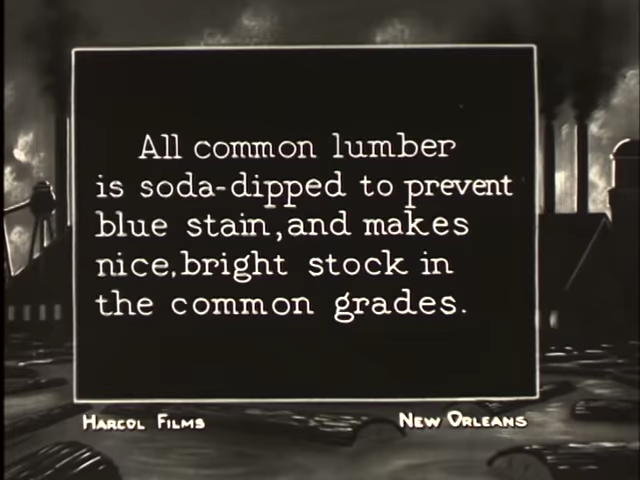 All common lumber
is soda-dipped to prevent
blue stain, and makes
nice, bright stock in
the common grades.
HARCOL FILMS NEW ORLEANS